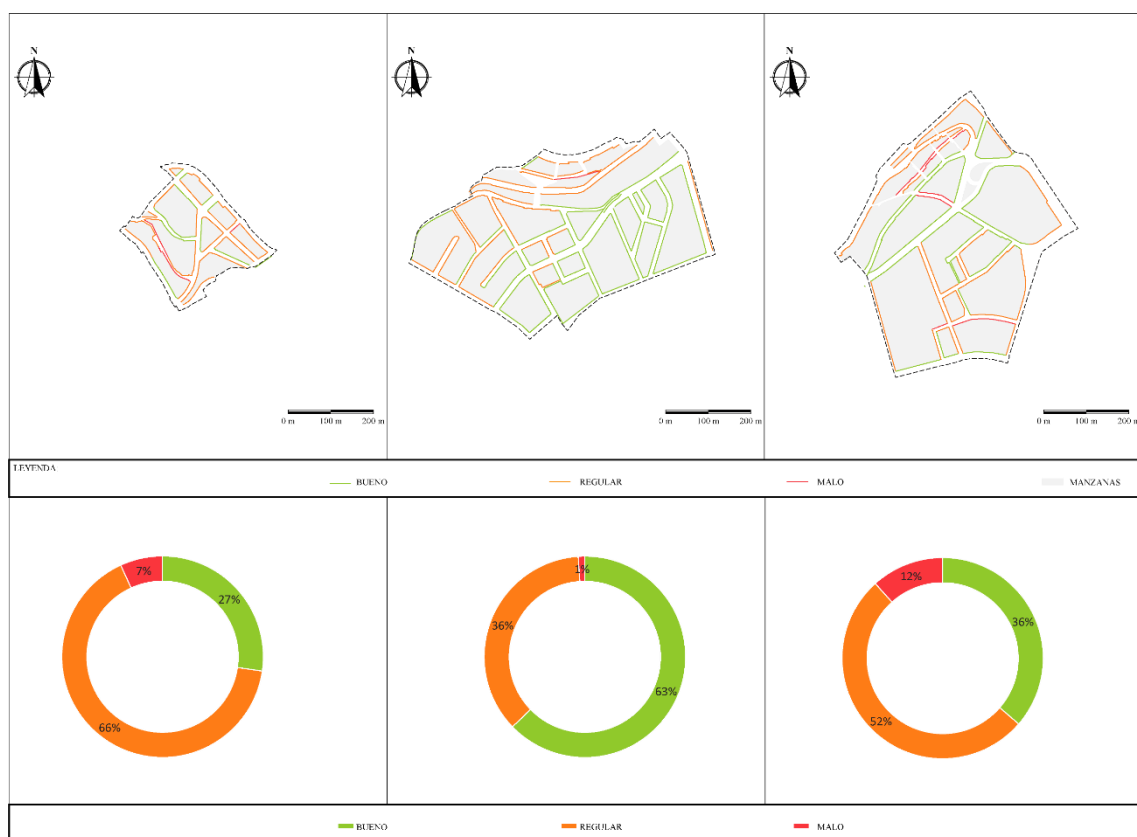 N
N
N
0 m 100 m 200 m
0 m 100 m 200 m
0 m 100 m 200 m
LEYENDA
BUENO REGULAR MALO MANZANAS
7%
27%
66%
1%
36%
63%
12%
36%
52%
BUENO REGULAR MALO